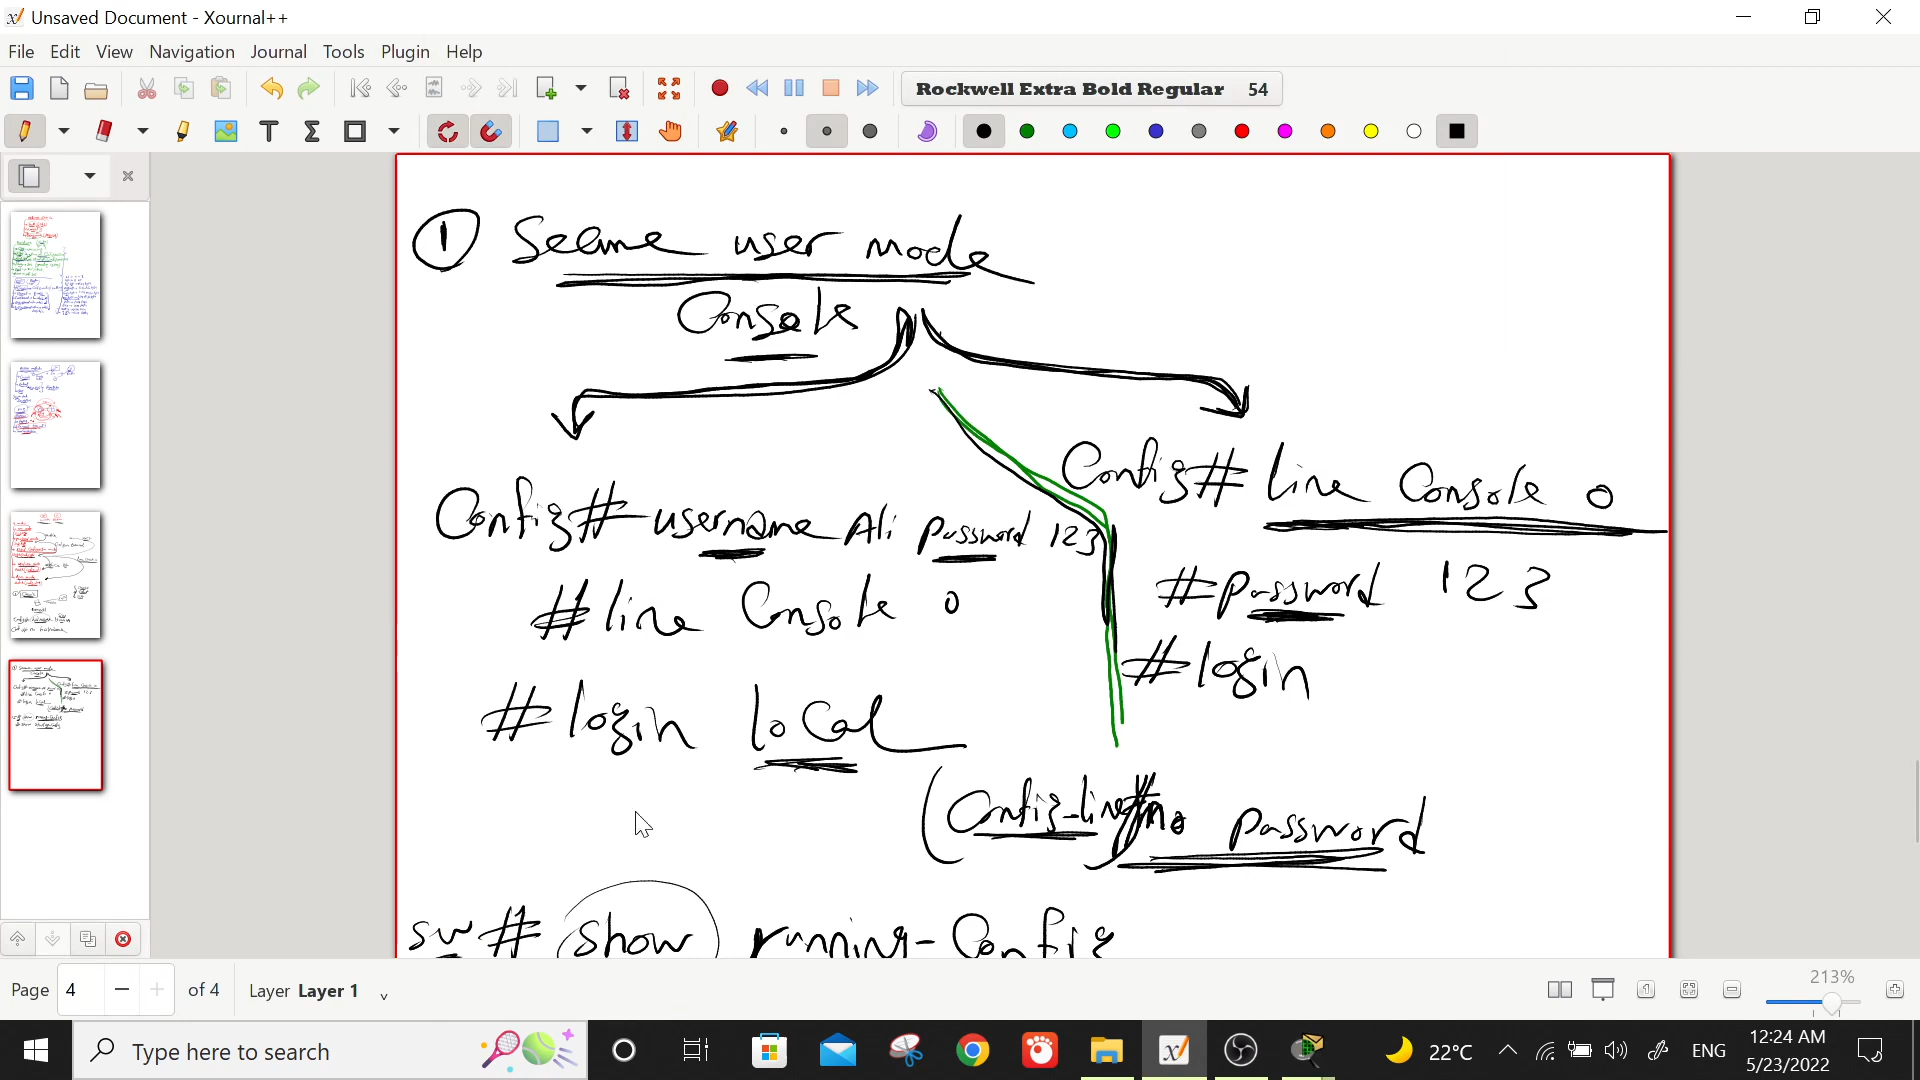 Unsaved Document - Xournal++
File Edit View Navigation Journal Tools Plugin Help
Rockwell Extra Bold Regular 54
① Secure user mode
Console
Config# line Console 0
Config# username Ali password 123
#password 123
#line Console 0
#login
#login local
(Config-line)#no password
sw# show running-Config
Page 4 of 4 Layer Layer 1
213%
Type here to search
22°C
ENG
12:24 AM
5/23/2022